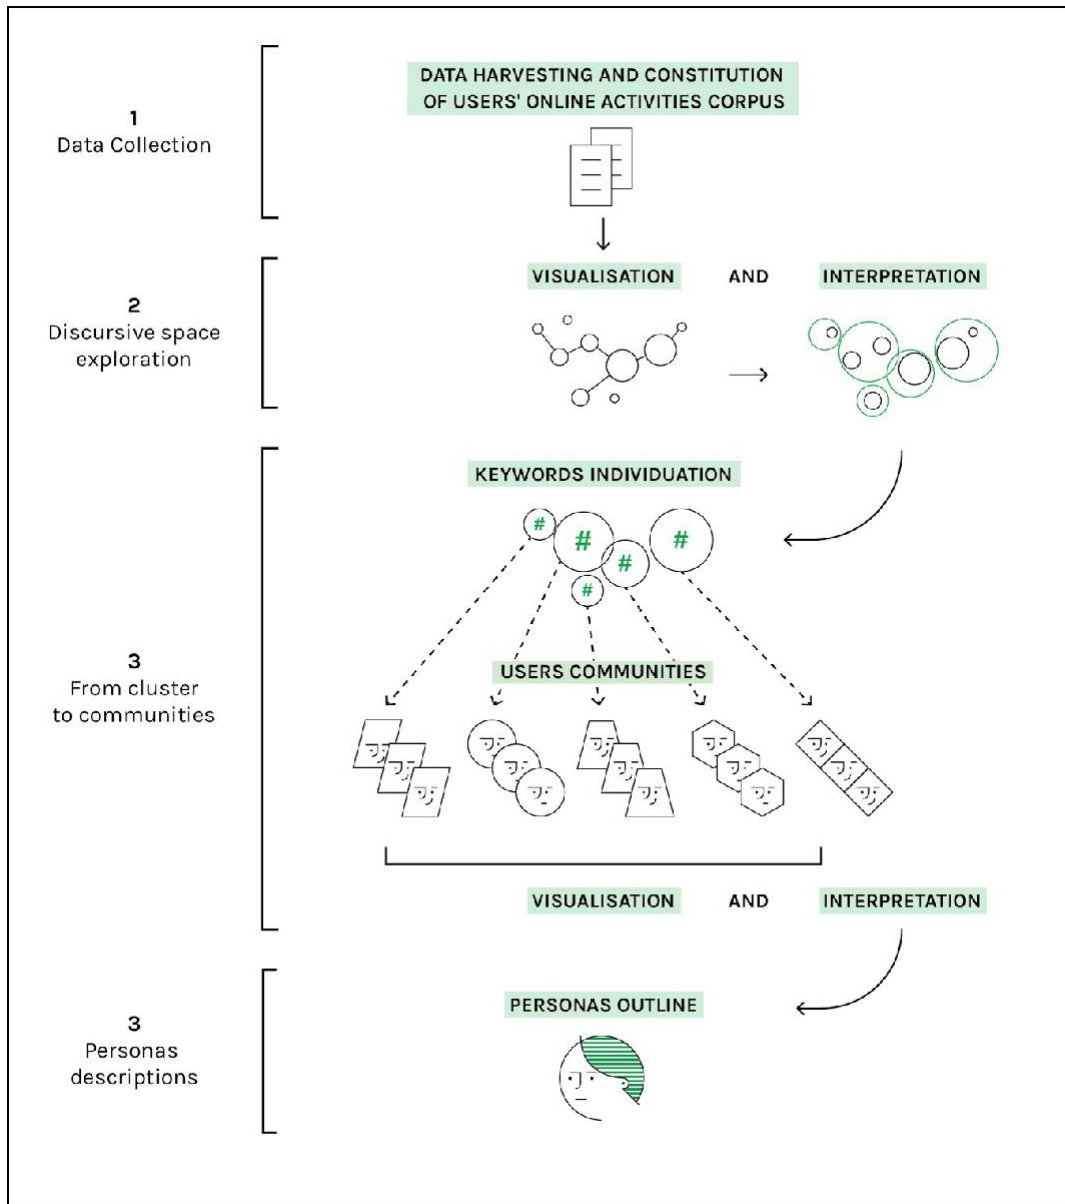 DATA HARVESTING AND CONSTITUTION
OF USERS' ONLINE ACTIVITIES CORPUS
1
Data Collection
VISUALISATION AND INTERPRETATION
2
Discursive space
exploration
KEYWORDS INDIVIDUATION
#
#
#
#
#
3
From cluster
to communities
USERS COMMUNITIES
VISUALISATION AND INTERPRETATION
PERSONAS OUTLINE
3
Personas
descriptions